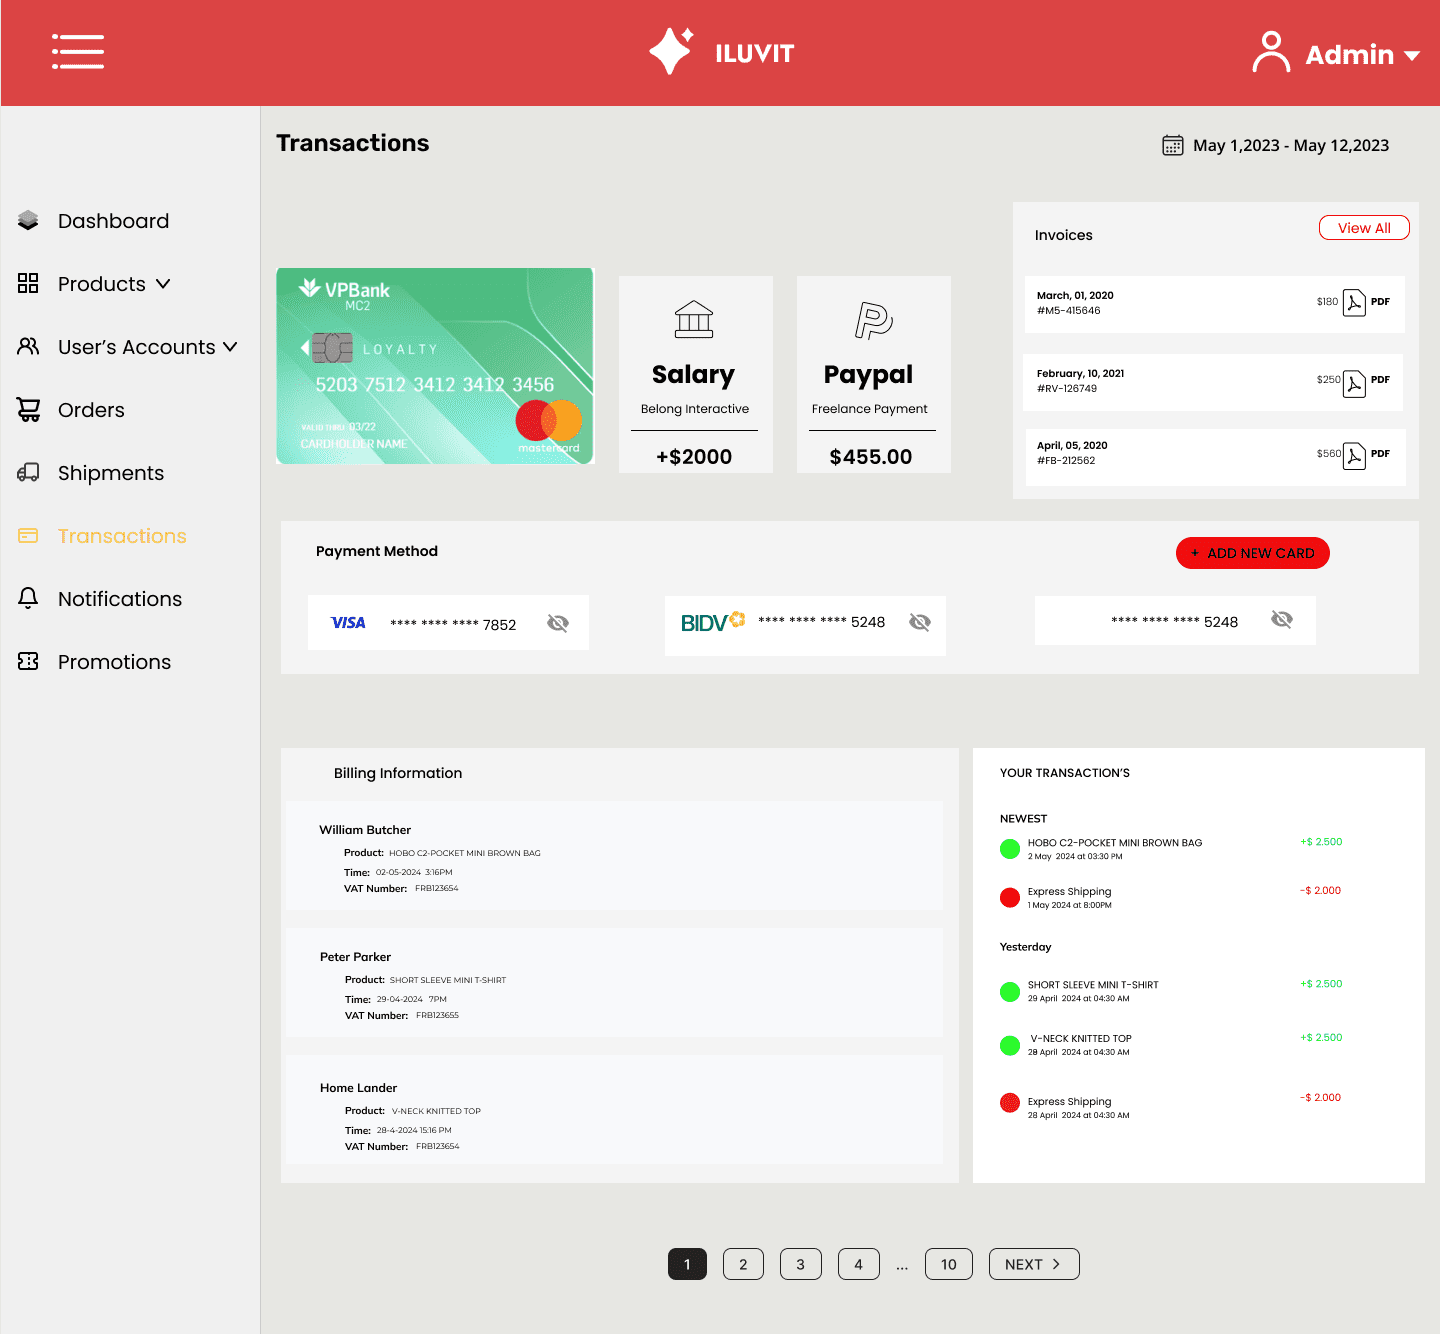 ILUVIT
Admin
Transactions
May 1,2023 - May 12,2023
Dashboard
Products
User's Accounts
Orders
Shipments
Transactions
Notifications
Promotions
VPBank
MC2
LOYALTY
5203 7512 3412 3412 3456
VALID THRU 03/22
CARDHOLDER NAME
mastercard
Salary
Belong Interactive
+$2000
Paypal
Freelance Payment
$455.00
Invoices
View All
March, 01, 2020
#M5-415646
$180 PDF
February, 10, 2021
#RV-126749
$250 PDF
April, 05, 2020
#FB-212562
$560 PDF
Payment Method
+ ADD NEW CARD
VISA **** **** **** 7852
BIDV **** **** **** 5248
**** **** **** 5248
Billing Information
William Butcher
Product: HOBO C2-POCKET MINI BROWN BAG
Time: 02-05-2024 3:16PM
VAT Number: FRB123654
Peter Parker
Product: SHORT SLEEVE MINI T-SHIRT
Time: 29-04-2024 7PM
VAT Number: FRB123655
Home Lander
Product: V-NECK KNITTED TOP
Time: 28-4-2024 15:16 PM
VAT Number: FRB123654
YOUR TRANSACTION'S
NEWEST
HOBO C2-POCKET MINI BROWN BAG +$ 2,500
2 May 2024 at 03:30 PM
Express Shipping -$ 2.000
1 May 2024 at 8:00PM
Yesterday
SHORT SLEEVE MINI T-SHIRT +$ 2,500
29 April 2024 at 04:30 AM
V-NECK KNITTED TOP +$ 2,500
28 April 2024 at 04:30 AM
Express Shipping -$ 2.000
28 April 2024 at 04:30 AM
1 2 3 4 ... 10 NEXT >